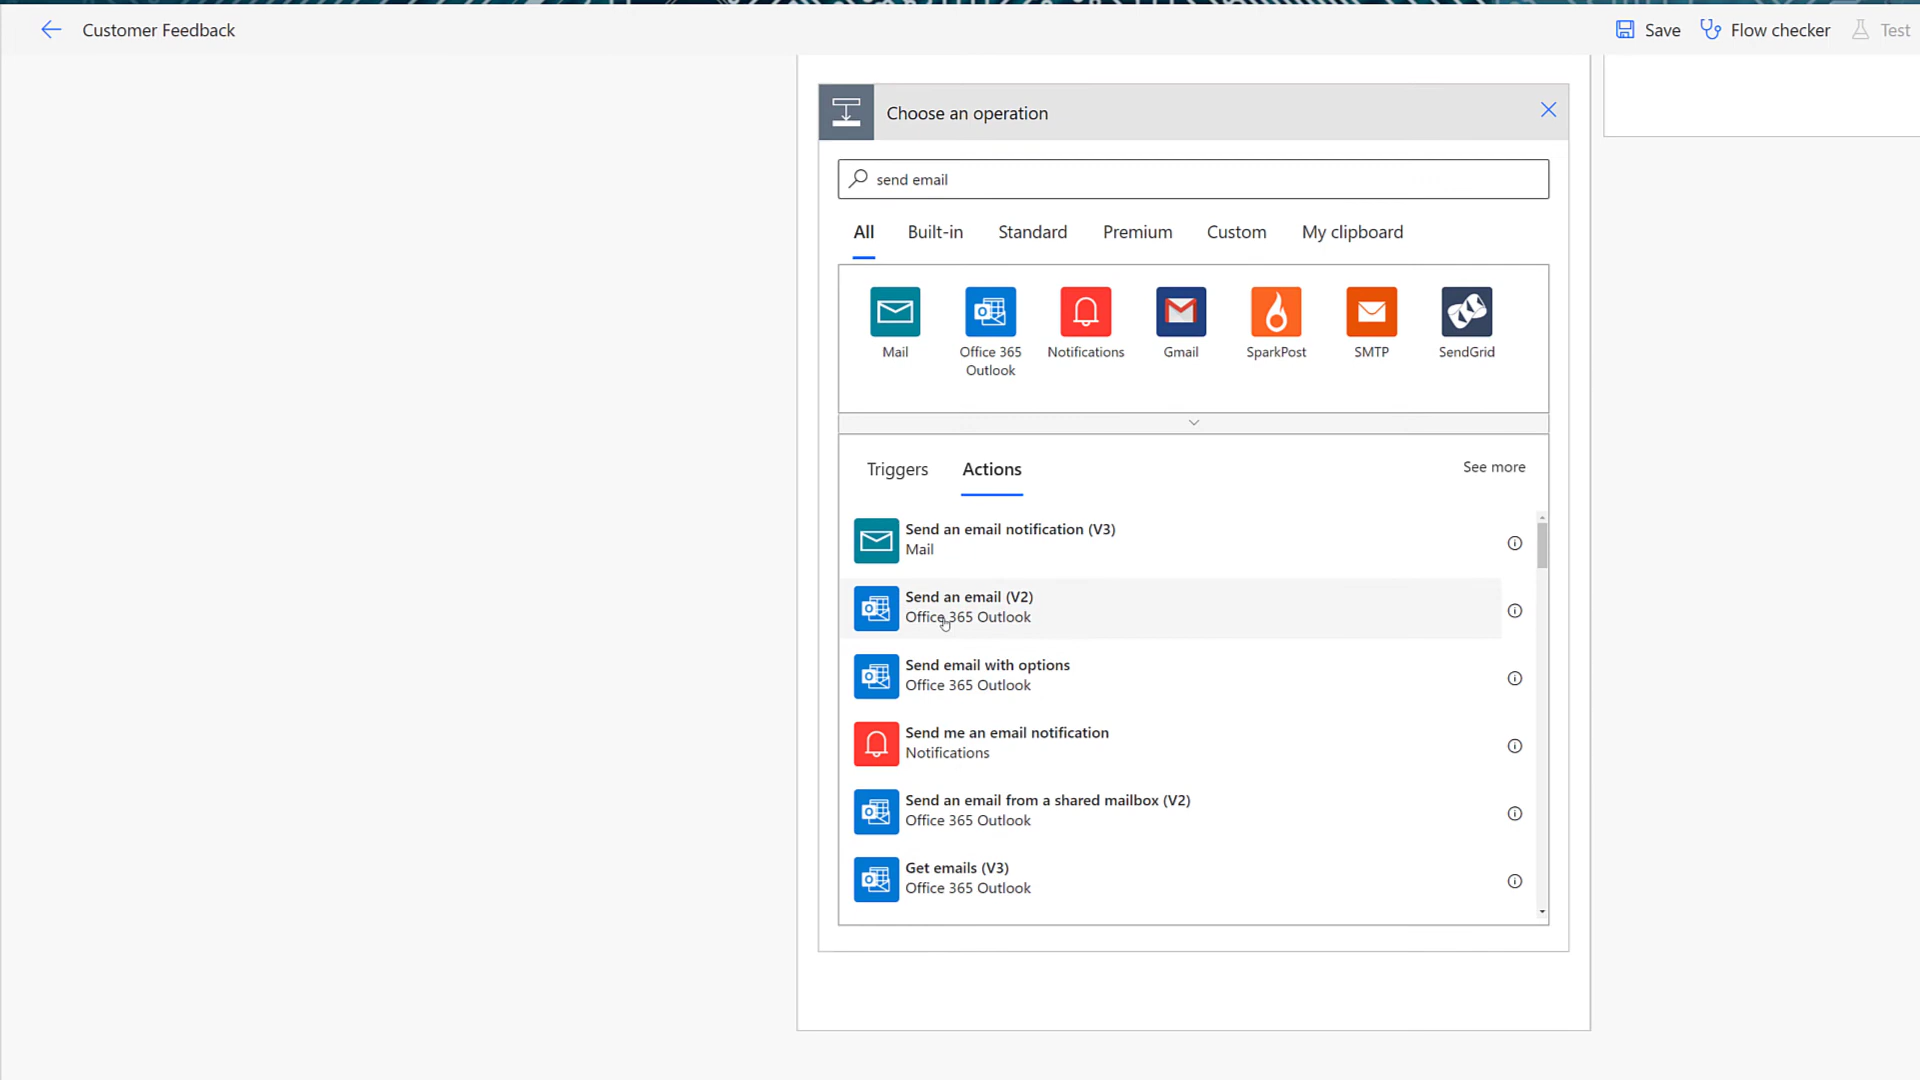 Customer Feedback
Save
Flow checker
Test
Choose an operation
send email
All
Built-in
Standard
Premium
Custom
My clipboard
Mail
Office 365
Outlook
Notifications
Gmail
SparkPost
SMTP
SendGrid
Triggers
Actions
See more
Send an email notification (V3)
Mail
Send an email (V2)
Office 365 Outlook
Send email with options
Office 365 Outlook
Send me an email notification
Notifications
Send an email from a shared mailbox (V2)
Office 365 Outlook
Get emails (V3)
Office 365 Outlook